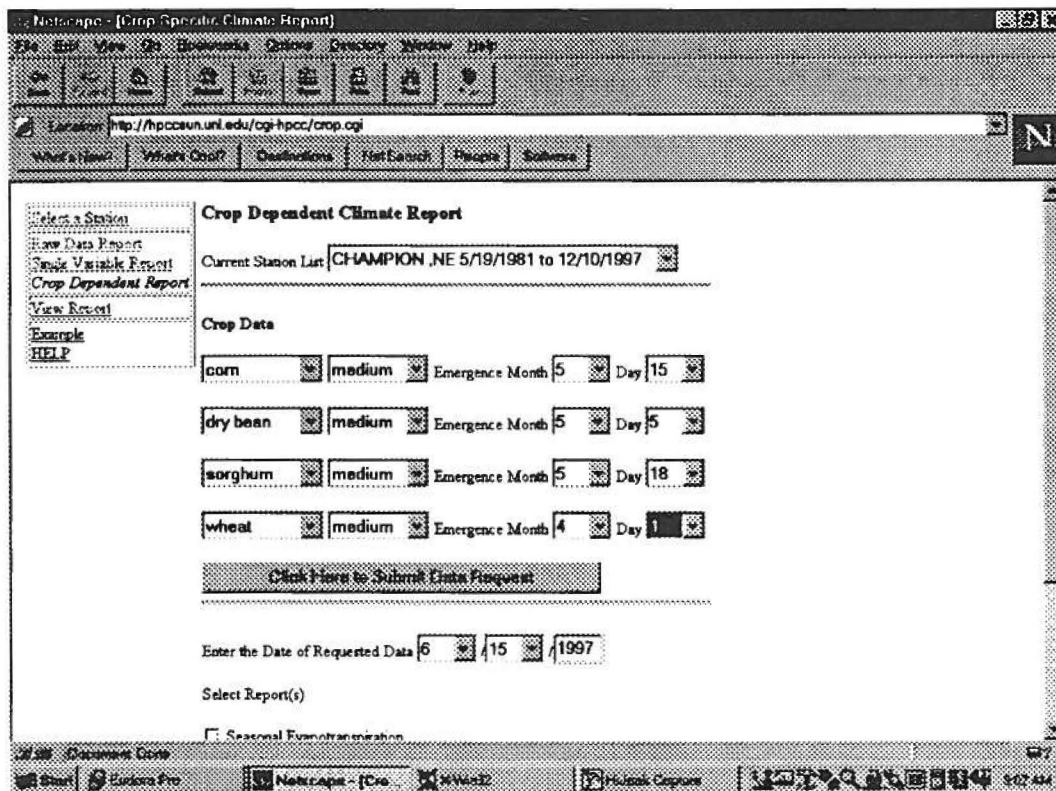 Netscape - [Crop Specific Climate Report]
File Edit View Go Bookmarks Options Directory Window Help
Location: http://hpccsun.unl.edu/cgi-hpcc/crop.cgi
What's New? What's Cool? Destinations Net Search People Software
Select a Station
Raw Data Report
Single Variable Report
Crop Dependent Report
View Report
Example
HELP
Crop Dependent Climate Report
Current Station List CHAMPION ,NE 5/19/1981 to 12/10/1997
Crop Data
corn medium Emergence Month 5 Day 15
dry bean medium Emergence Month 5 Day 5
sorghum medium Emergence Month 5 Day 18
wheat medium Emergence Month 4 Day 1
Click Here to Submit Data Request
Enter the Date of Requested Data 6 / 15 / 1997
Select Report(s)
Seasonal Evapotranspiration
Document: Done
Start Eudora Pro Netscape - [Cro... X-Win32 HiJaak Capture 9:02 AM